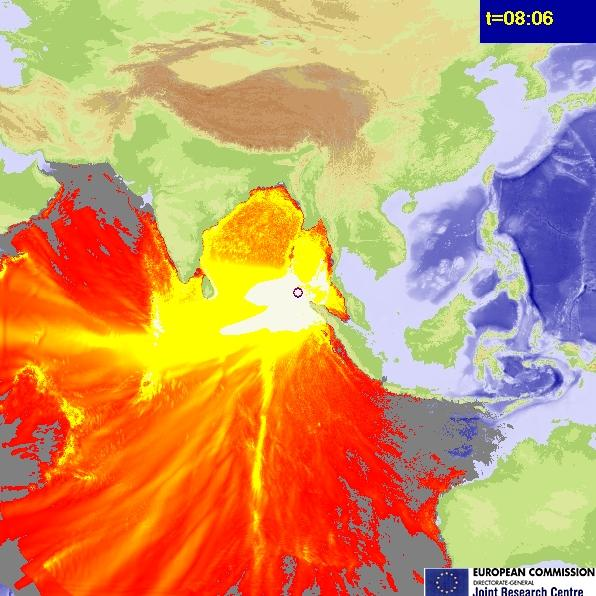 t=08:06
EUROPEAN COMMISSION
DIRECTORATE-GENERAL
Joint Research Centre